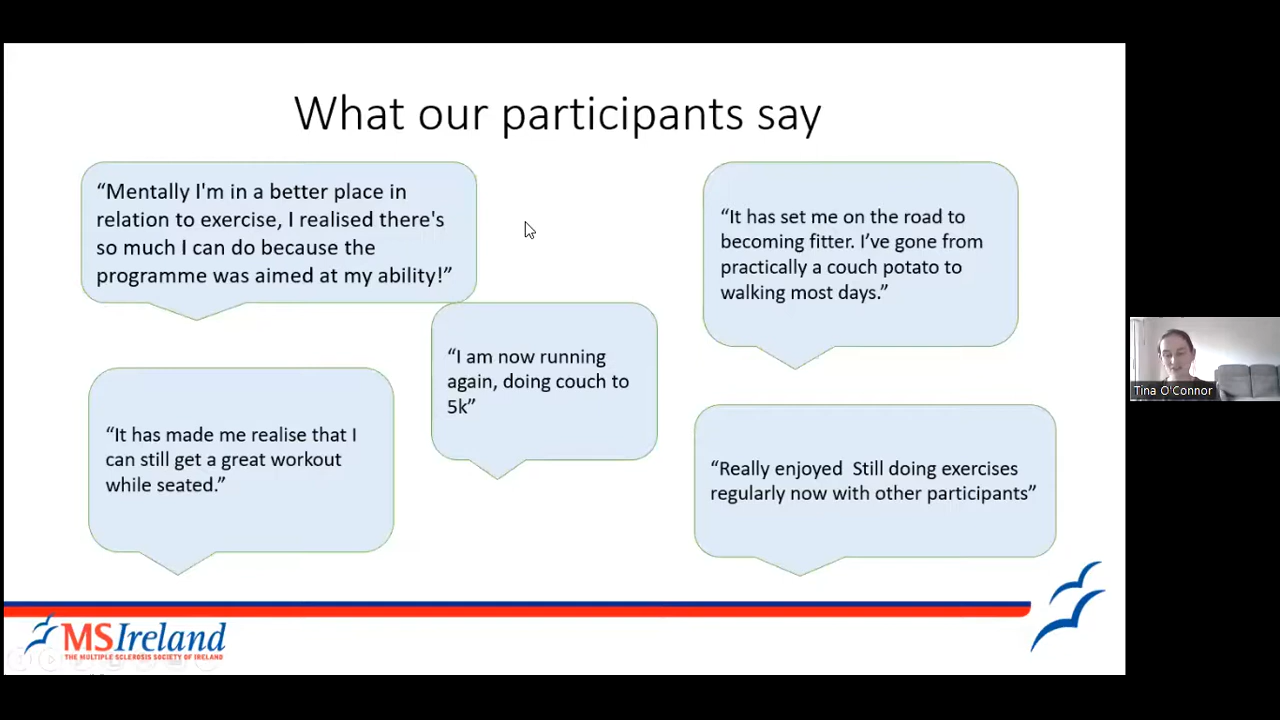 What our participants say
“Mentally I'm in a better place in
relation to exercise, I realised there's
so much I can do because the
programme was aimed at my ability!”
“It has set me on the road to
becoming fitter. I’ve gone from
practically a couch potato to
walking most days.”
“I am now running
again, doing couch to
5k”
“It has made me realise that I
can still get a great workout
while seated.”
“Really enjoyed  Still doing exercises
regularly now with other participants”
Tina O'Connor
MSIreland
THE MULTIPLE SCLEROSIS SOCIETY OF IRELAND